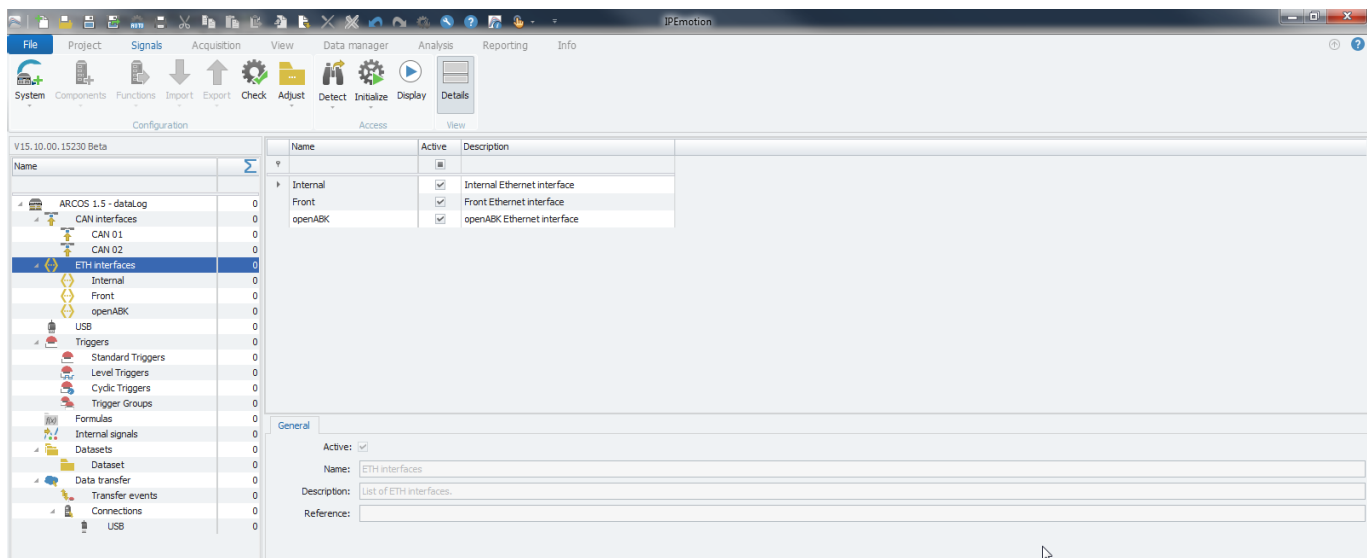 AUTO IPEmotion
File Project Signals Acquisition View Data manager Analysis Reporting Info
System Components Functions Import Export Check Adjust Detect Initialize Display Details
Configuration Access View
V15.10.00.15230 Beta
Name Σ
Name Active Description
ARCOS 1.5 - dataLog 0
CAN interfaces 0
CAN 01 0
CAN 02 0
ETH interfaces 0
Internal 0
Front 0
openABK 0
USB 0
Triggers 0
Standard Triggers 0
Level Triggers 0
Cyclic Triggers 0
Trigger Groups 0
f(x) Formulas 0
Internal signals 0
Datasets 0
Dataset 0
Data transfer 0
Transfer events 0
Connections 0
USB 0
Internal Internal Ethernet interface
Front Front Ethernet interface
openABK openABK Ethernet interface
General
Active:
Name: ETH interfaces
Description: List of ETH interfaces.
Reference: